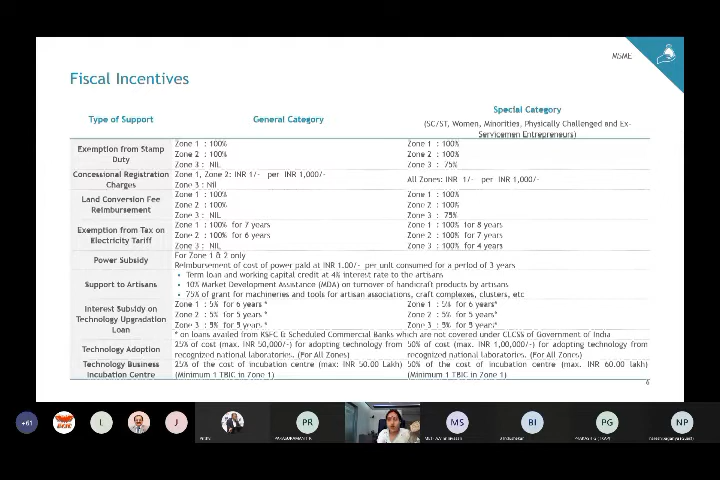 MSME
Fiscal Incentives
Type of Support
General Category
Special Category
(SC/ST, Women, Minorities, Physically Challenged and Ex-
Servicemen Entrepreneurs)
Exemption from Stamp
Duty
Zone 1 : 100%
Zone 2 : 100%
Zone 3 : NIL
Zone 1 : 100%
Zone 2 : 100%
Zone 3 : 75%
Concessional Registration
Charges
Zone 1, Zone 2: INR 1/- per INR 1,000/-
Zone 3 : Nil
All Zones: INR 1/- per INR 1,000/-
Land Conversion Fee
Reimbursement
Zone 1 : 100%
Zone 2 : 100%
Zone 3 : NIL
Zone 1 : 100%
Zone 2 : 100%
Zone 3 : 75%
Exemption from Tax on
Electricity Tariff
Zone 1 : 100% for 7 years
Zone 2 : 100% for 6 years
Zone 3 : NIL
Zone 1 : 100% for 8 years
Zone 2 : 100% for 7 years
Zone 3 : 100% for 4 years
Power Subsidy
For Zone 1 & 2 only
Reimbursement of cost of power paid at INR 1.00/- per unit consumed for a period of 3 years
Support to Artisans
• Term loan and working capital credit at 4% interest rate to the artisans
• 10% Market Development Assistance (MDA) on turnover of handicraft products by artisans
• 75% of grant for machineries and tools for artisan associations, craft complexes, clusters, etc
Interest Subsidy on
Technology Upgradation
Loan
Zone 1 : 5% for 6 years*
Zone 2 : 5% for 5 years*
Zone 3 : 5% for 5 years*
Zone 1 : 5% for 6 years*
Zone 2 : 5% for 5 years*
Zone 3 : 5% for 5 years*
* on loans availed from KSFC & Scheduled Commercial Banks which are not covered under CLCSS of Government of India
Technology Adoption
25% of cost (max. INR 50,000/-) for adopting technology from
recognized national laboratories. (For All Zones)
50% of cost (max. INR 1,00,000/-) for adopting technology from
recognized national laboratories. (For All Zones)
Technology Business
Incubation Centre
25% of the cost of incubation centre (max: INR 50.00 Lakh)
(Minimum 1 TBIC in Zone 1)
50% of the cost of incubation centre (max. INR 60.00 lakh)
(Minimum 1 TBIC in Zone 1)
6
+61
L
J
PR
MS
BI
PG
NP